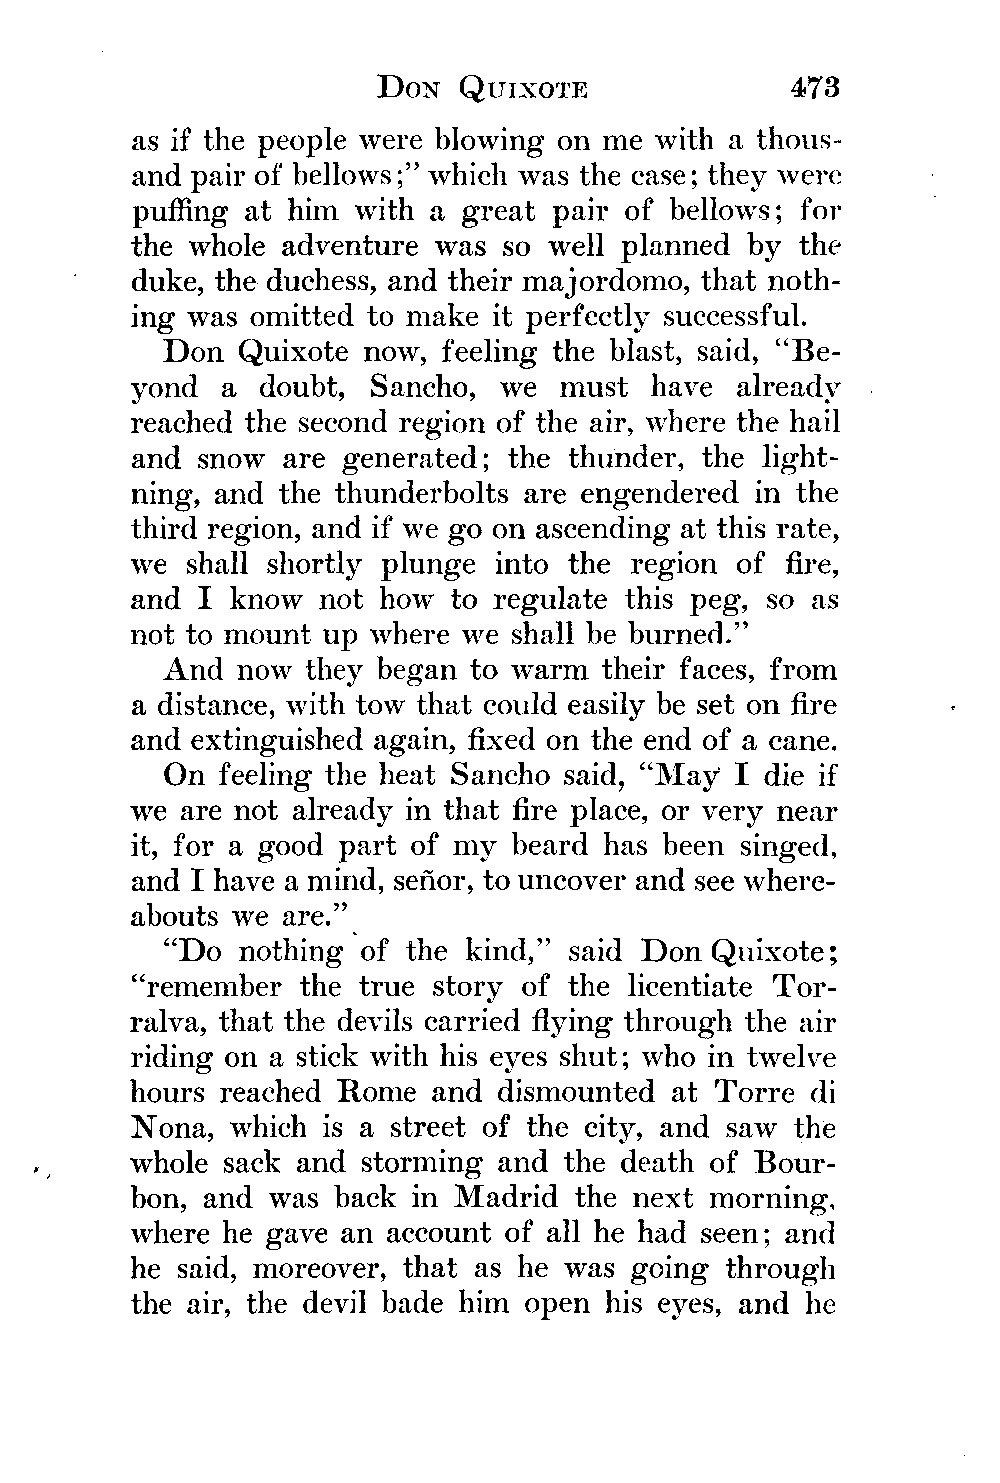 DON QUIXOTE 473
as if the people were blowing on me with a thous-
and pair of bellows;” which was the case; they were
puffing at him with a great pair of bellows; for
the whole adventure was so well planned by the
duke, the duchess, and their majordomo, that noth-
ing was omitted to make it perfectly successful.
Don Quixote now, feeling the blast, said, “Be-
yond a doubt, Sancho, we must have already
reached the second region of the air, where the hail
and snow are generated; the thunder, the light-
ning, and the thunderbolts are engendered in the
third region, and if we go on ascending at this rate,
we shall shortly plunge into the region of fire,
and I know not how to regulate this peg, so as
not to mount up where we shall be burned.”
And now they began to warm their faces, from
a distance, with tow that could easily be set on fire
and extinguished again, fixed on the end of a cane.
On feeling the heat Sancho said, “May I die if
we are not already in that fire place, or very near
it, for a good part of my beard has been singed,
and I have a mind, señor, to uncover and see where-
abouts we are.”
“Do nothing of the kind,” said Don Quixote;
“remember the true story of the licentiate Tor-
ralva, that the devils carried flying through the air
riding on a stick with his eyes shut; who in twelve
hours reached Rome and dismounted at Torre di
Nona, which is a street of the city, and saw the
whole sack and storming and the death of Bour-
bon, and was back in Madrid the next morning,
where he gave an account of all he had seen; and
he said, moreover, that as he was going through
the air, the devil bade him open his eyes, and he